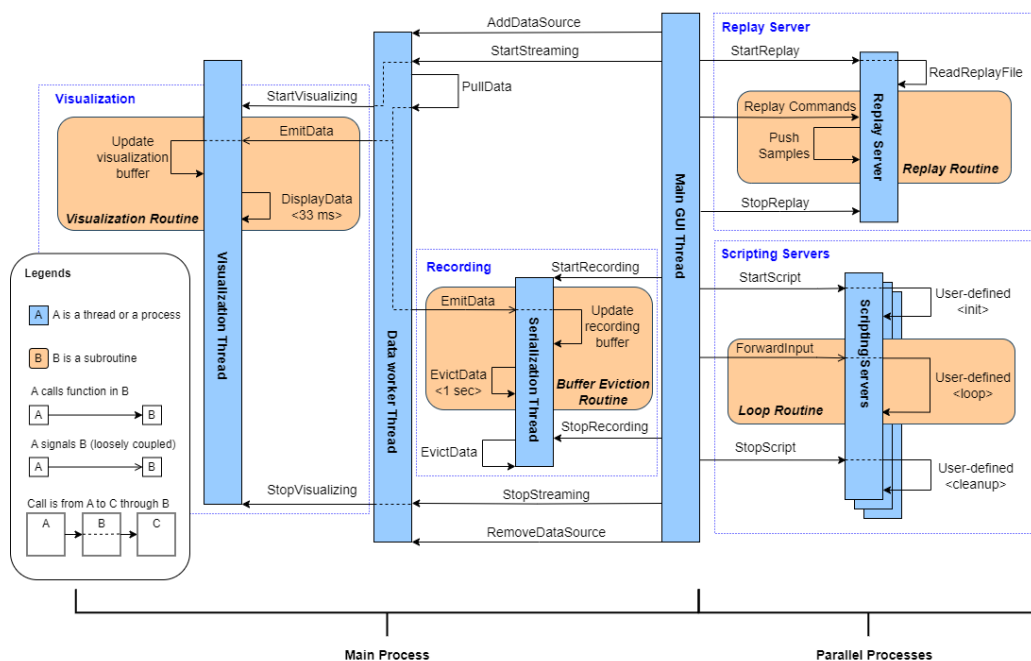 AddDataSource
Replay Server
StartStreaming
StartReplay
PullData
ReadReplayFile
Visualization
StartVisualizing
Replay Commands
Update
visualization
buffer
EmitData
Push
Samples
Replay Server
DisplayData
<33 ms>
Visualization Routine
Replay Routine
StopReplay
Main GUI Thread
Visualization Thread
Data worker Thread
Recording
StartRecording
EmitData
Update
recording
buffer
Serialization Thread
EvictData
<1 sec>
Buffer Eviction
Routine
StopRecording
EvictData
Scripting Servers
StartScript
User-defined
<init>
Scripting Servers
ForwardInput
User-defined
<loop>
Loop Routine
StopScript
User-defined
<cleanup>
StopVisualizing
StopStreaming
RemoveDataSource
Legends
A
A is a thread or a process
B
B is a subroutine
A calls function in B
A
B
A signals B (loosely coupled)
A
B
Call is from A to C through B
A
B
C
Main Process
Parallel Processes